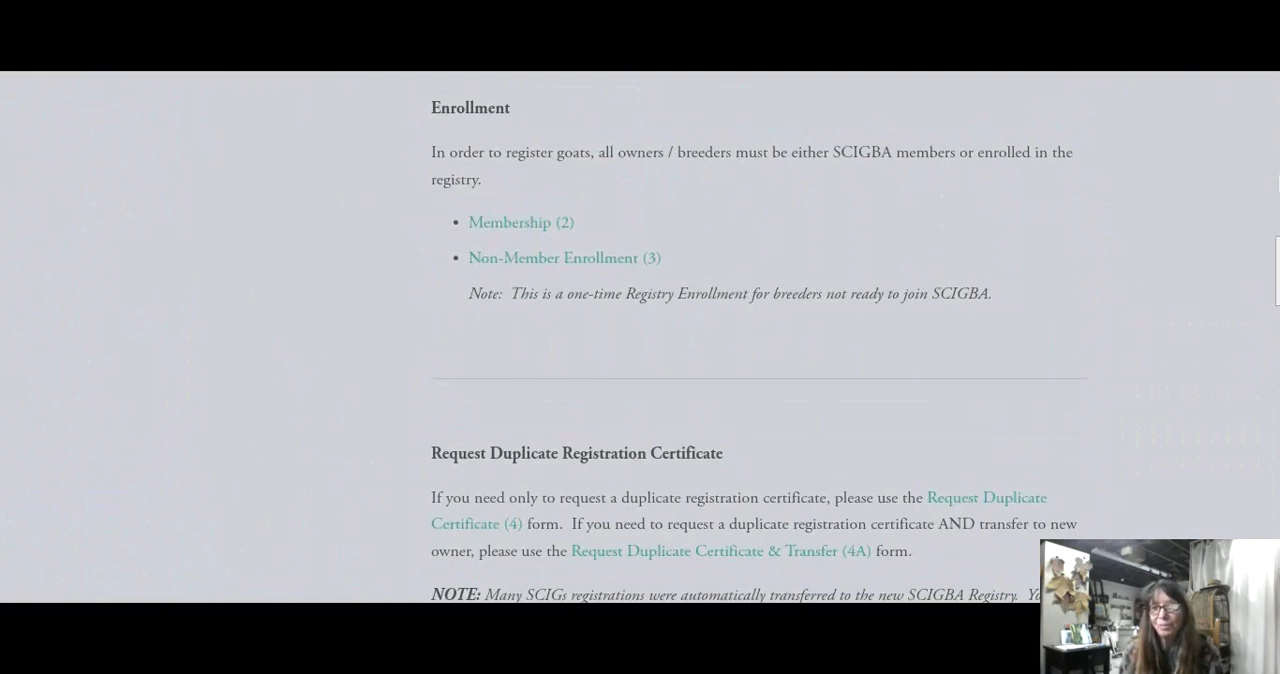 Enrollment
In order to register goats, all owners / breeders must be either SCIGBA members or enrolled in the
registry.
• Membership (2)
• Non-Member Enrollment (3)
Note:  This is a one-time Registry Enrollment for breeders not ready to join SCIGBA.
Request Duplicate Registration Certificate
If you need only to request a duplicate registration certificate, please use the Request Duplicate
Certificate (4) form.  If you need to request a duplicate registration certificate AND transfer to new
owner, please use the Request Duplicate Certificate & Transfer (4A) form.
NOTE: Many SCIGs registrations were automatically transferred to the new SCIGBA Registry.